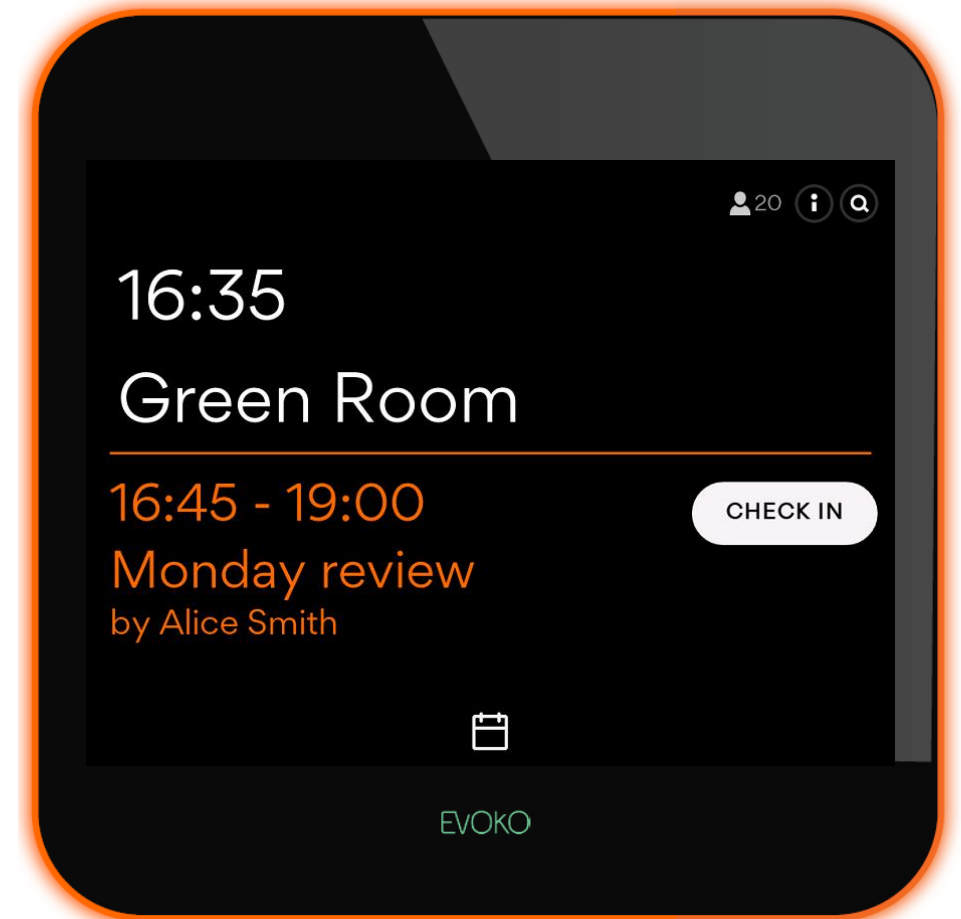 20
16:35
Green Room
16:45 - 19:00
CHECK IN
Monday review
by Alice Smith
EVOKO